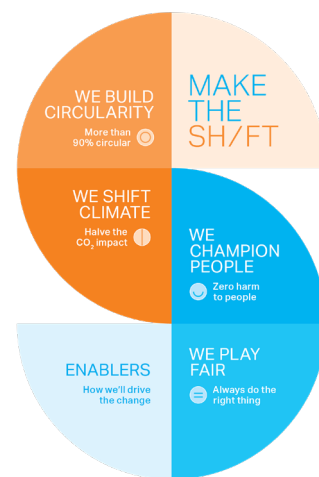 WE BUILD
CIRCULARITY
More than
90% circular
MAKE
THE
SH/FT
WE SHIFT
CLIMATE
Halve the
CO₂ impact
WE
CHAMPION
PEOPLE
Zero harm
to people
ENABLERS
How we'll drive
the change
WE PLAY
FAIR
Always do the
right thing